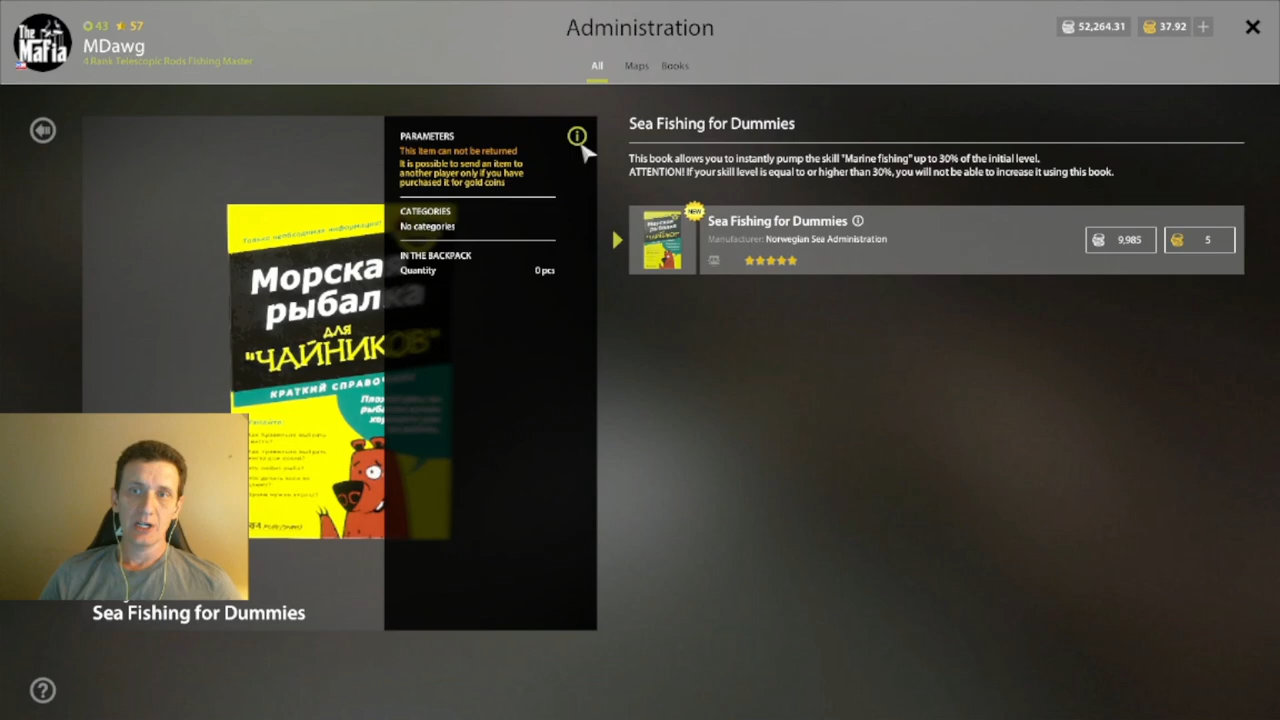 The
Mafia
43 57
MDawg
4 Rank Telescopic Rods Fishing Master
Administration
All Maps Books
52,264.31 37.92
PARAMETERS
This item can not be returned
It is possible to send an item to
another player only if you have
purchased it for gold coins
CATEGORIES
No categories
IN THE BACKPACK
Quantity 0 pcs
Только необходимая информация!
Морская
рыбалка
для
"ЧАЙНИКОВ"
КРАТКИЙ СПРАВО
Sea Fishing for Dummies
Sea Fishing for Dummies
This book allows you to instantly pump the skill "Marine fishing" up to 30% of the initial level.
ATTENTION! If your skill level is equal to or higher than 30%, you will not be able to increase it using this book.
NEW
Sea Fishing for Dummies
Manufacturer: Norwegian Sea Administration
9,985 5